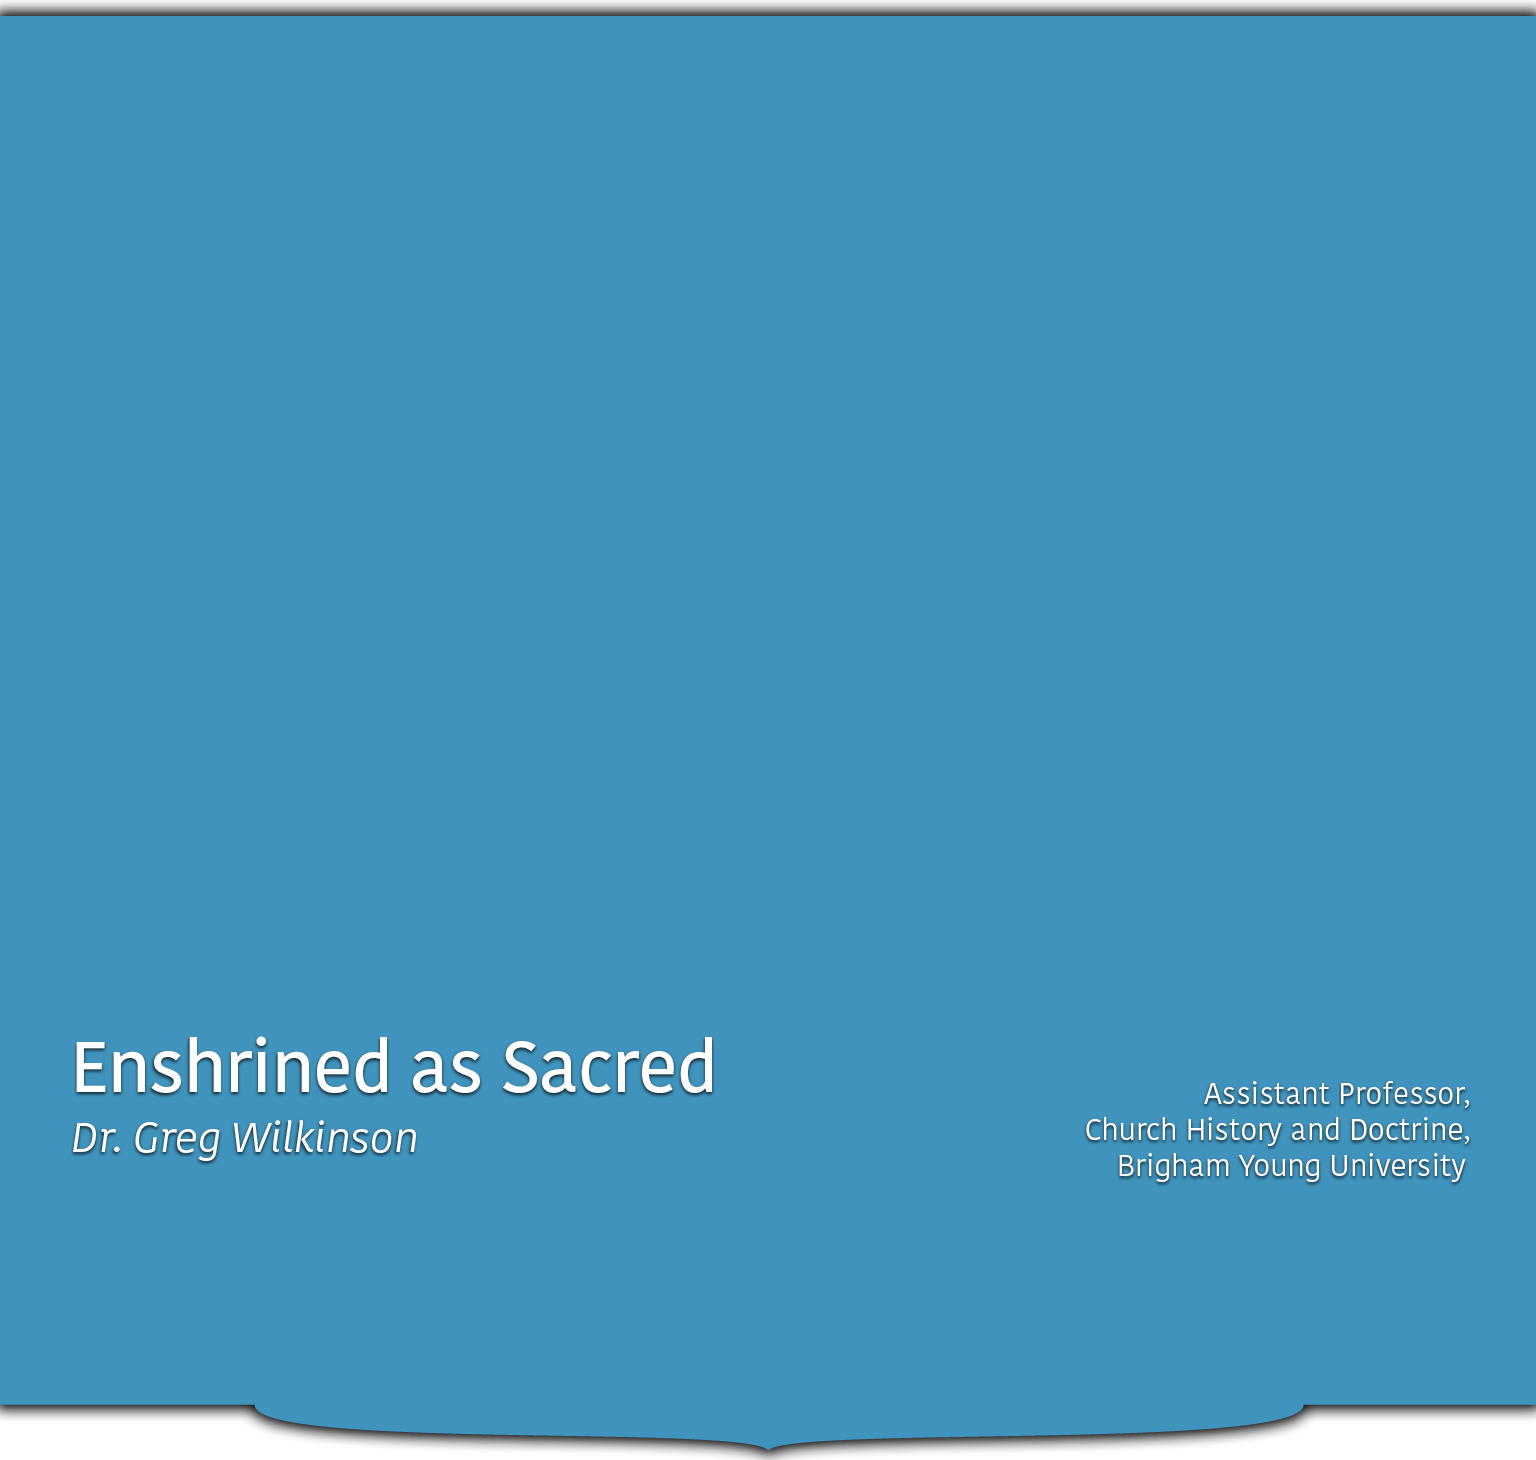 Enshrined as Sacred
Dr. Greg Wilkinson
Assistant Professor,
Church History and Doctrine,
Brigham Young University